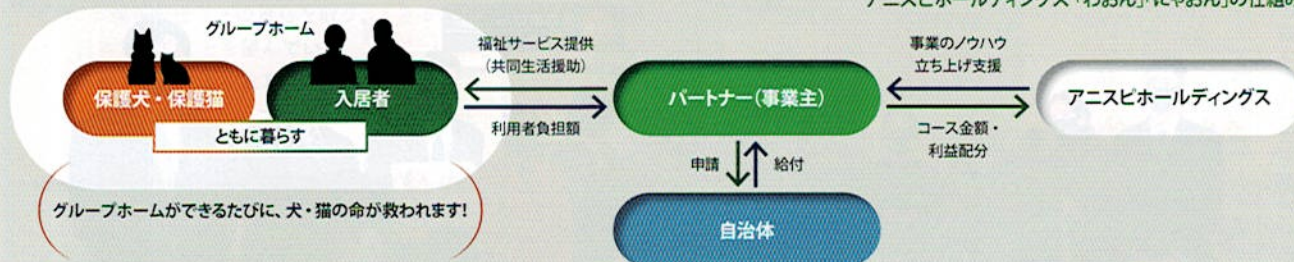 アニスピホールディングス「わおん」「にゃおん」の仕組み
グループホーム
保護犬・保護猫
入居者
ともに暮らす
グループホームができるたびに、犬・猫の命が救われます!
福祉サービス提供
(共同生活援助)
利用者負担額
パートナー(事業主)
申請
給付
自治体
事業のノウハウ
立ち上げ支援
コース金額・
利益配分
アニスピホールディングス